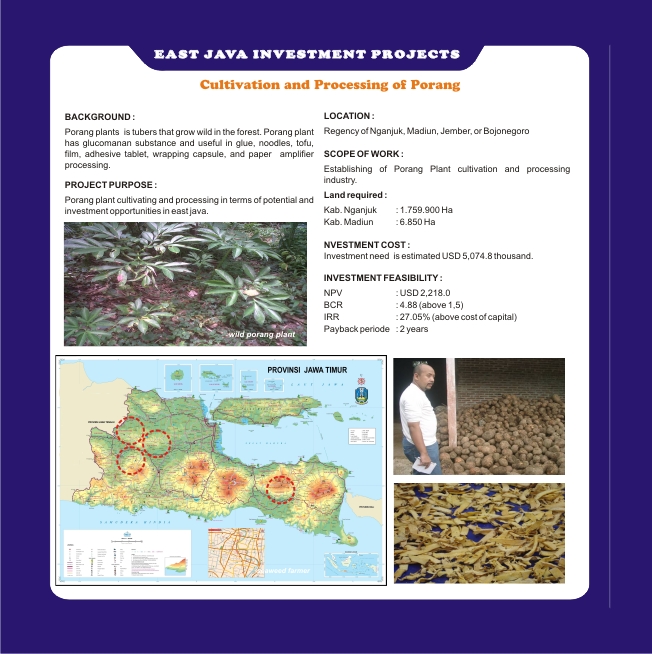 EAST JAVA INVESTMENT PROJECTS
Cultivation and Processing of Porang
BACKGROUND :
Porang plants is tubers that grow wild in the forest. Porang plant
has glucomanan substance and useful in glue, noodles, tofu,
film, adhesive tablet, wrapping capsule, and paper amplifier
processing.
PROJECT PURPOSE :
Porang plant cultivating and processing in terms of potential and
investment opportunities in east java.
wild porang plant
LOCATION :
Regency of Nganjuk, Madiun, Jember, or Bojonegoro
SCOPE OF WORK :
Establishing of Porang Plant cultivation and processing
industry.
Land required :
Kab. Nganjuk : 1.759.900 Ha
Kab. Madiun : 6.850 Ha
NVESTMENT COST :
Investment need is estimated USD 5,074.8 thousand.
INVESTMENT FEASIBILITY :
NPV : USD 2,218.0
BCR : 4.88 (above 1,5)
IRR : 27.05% (above cost of capital)
Payback periode : 2 years
PROVINSI JAWA TIMUR